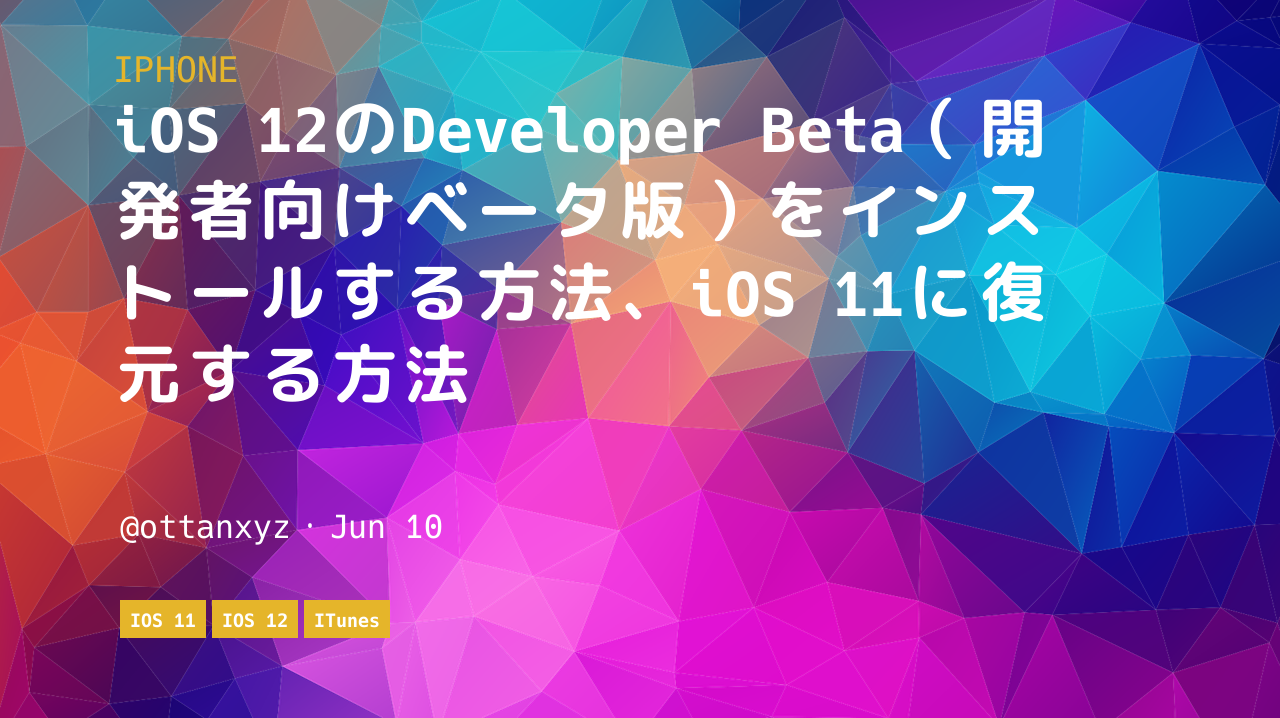 IPHONE
iOS 12のDeveloper Beta(開
発者向けベータ版)をインス
トールする方法、iOS 11に復
元する方法
@ottanxyz・Jun 10
IOS 11 IOS 12 ITunes